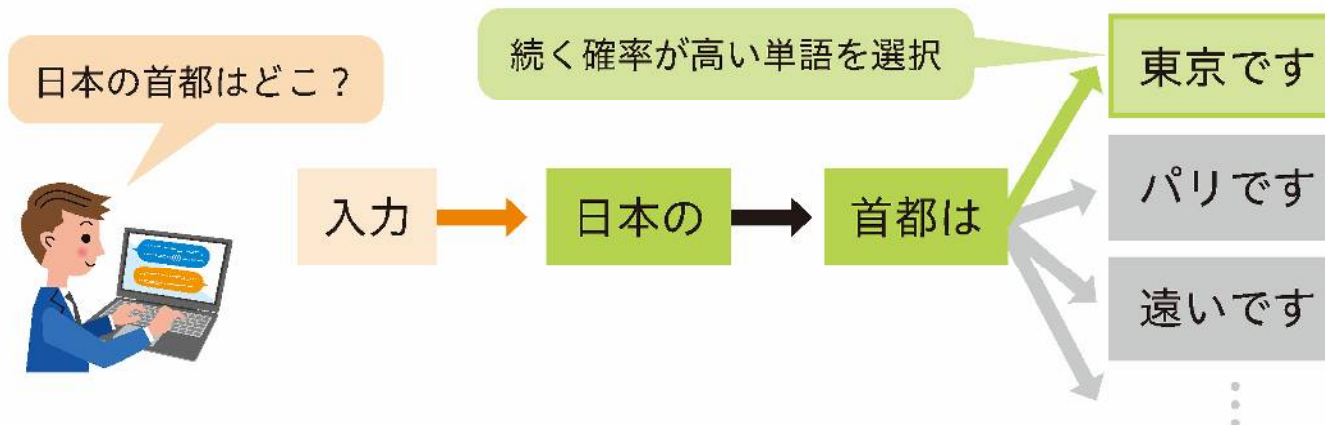 日本の首都はどこ？
続く確率が高い単語を選択
入力
日本の
首都は
東京です
パリです
遠いです
⋮